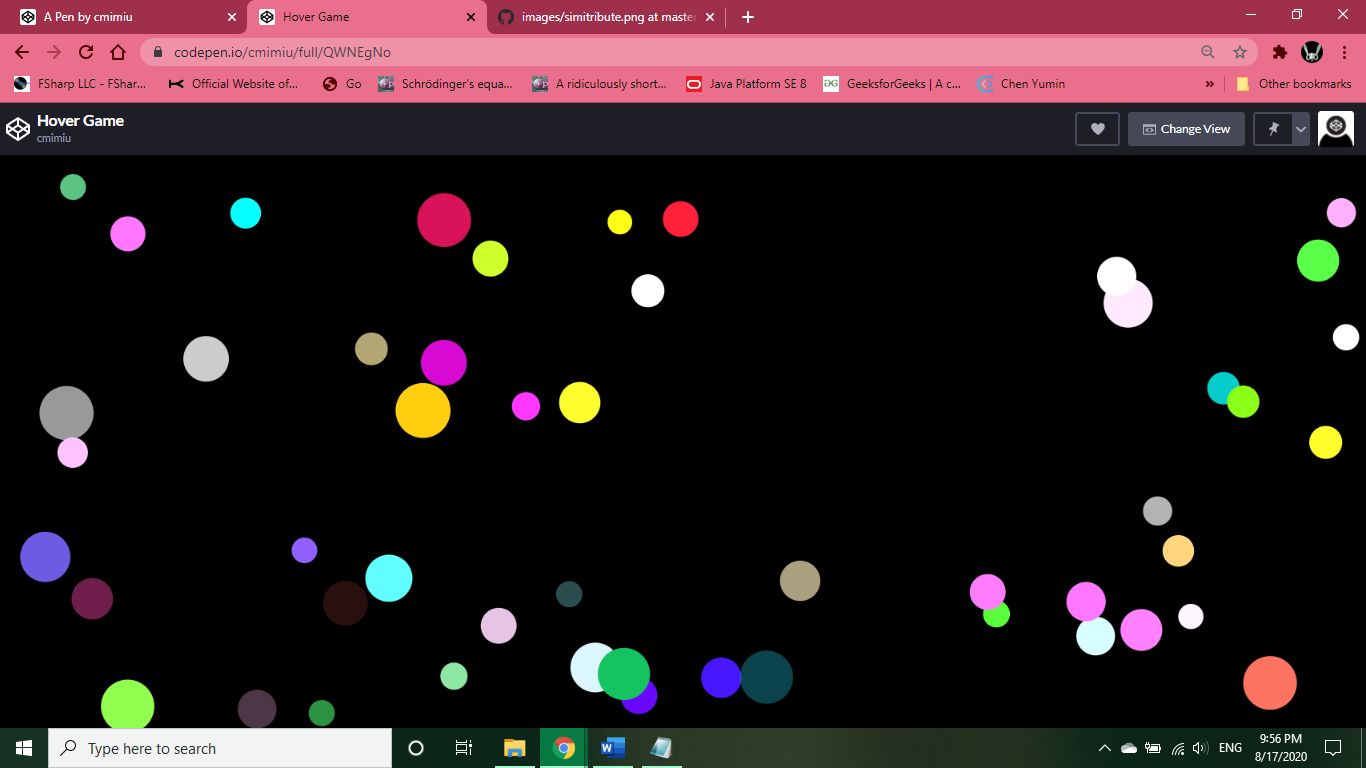 A Pen by cmimiu
Hover Game
images/simitribute.png at master
codepen.io/cmimiu/full/QWNEgNo
FSharp LLC - FShar...
Official Website of...
Go
Schrödinger's equa...
A ridiculously short...
Java Platform SE 8
GeeksforGeeks | A c...
Chen Yumin
»
Other bookmarks
Hover Game
cmimiu
Change View
Type here to search
ENG
9:56 PM
8/17/2020